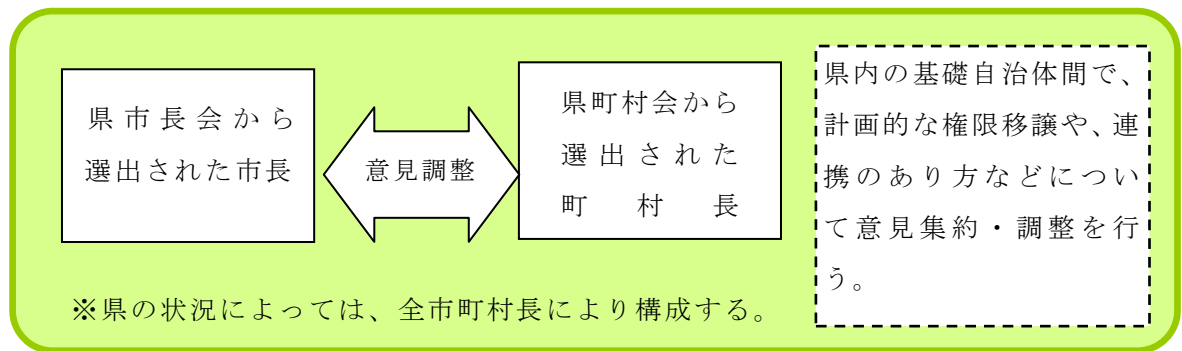 県市長会から
選出された市長
意見調整
県町村会から
選出された
町村長
県内の基礎自治体間で、
計画的な権限移譲や、連
携のあり方などについ
て意見集約・調整を行
う。
※県の状況によっては、全市町村長により構成する。